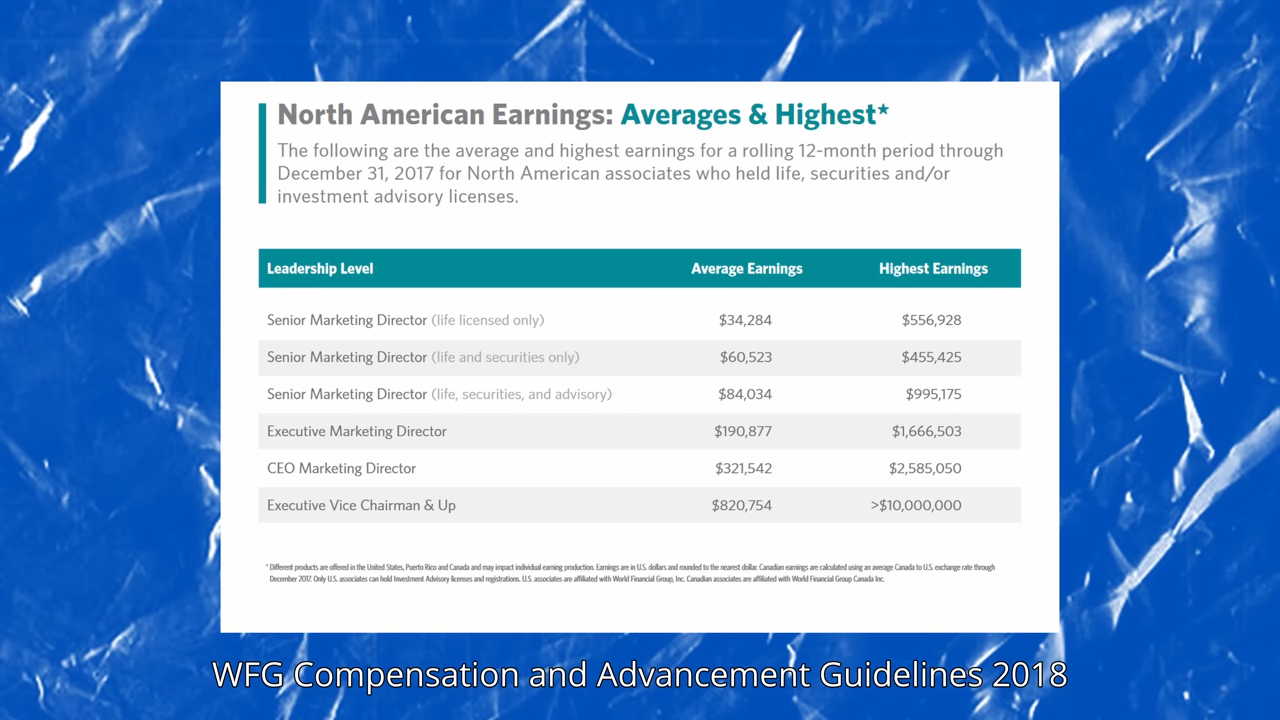 North American Earnings: Averages & Highest*
The following are the average and highest earnings for a rolling 12-month period through
December 31, 2017 for North American associates who held life, securities and/or
investment advisory licenses.
Leadership Level Average Earnings Highest Earnings
Senior Marketing Director (life licensed only) $34,284 $556,928
Senior Marketing Director (life and securities only) $60,523 $455,425
Senior Marketing Director (life, securities, and advisory) $84,034 $995,175
Executive Marketing Director $190,877 $1,666,503
CEO Marketing Director $321,542 $2,585,050
Executive Vice Chairman & Up $820,754 >$10,000,000
* Different products are offered in the United States, Puerto Rico and Canada and may impact individual earning production. Earnings are in U.S. dollars and rounded to the nearest dollar. Canadian earnings are calculated using an average Canada to U.S. exchange rate through
December 2017. Only U.S. associates can hold Investment Advisory licenses and registrations. U.S. associates are affiliated with World Financial Group, Inc. Canadian associates are affiliated with World Financial Group Canada Inc.
WFG Compensation and Advancement Guidelines 2018